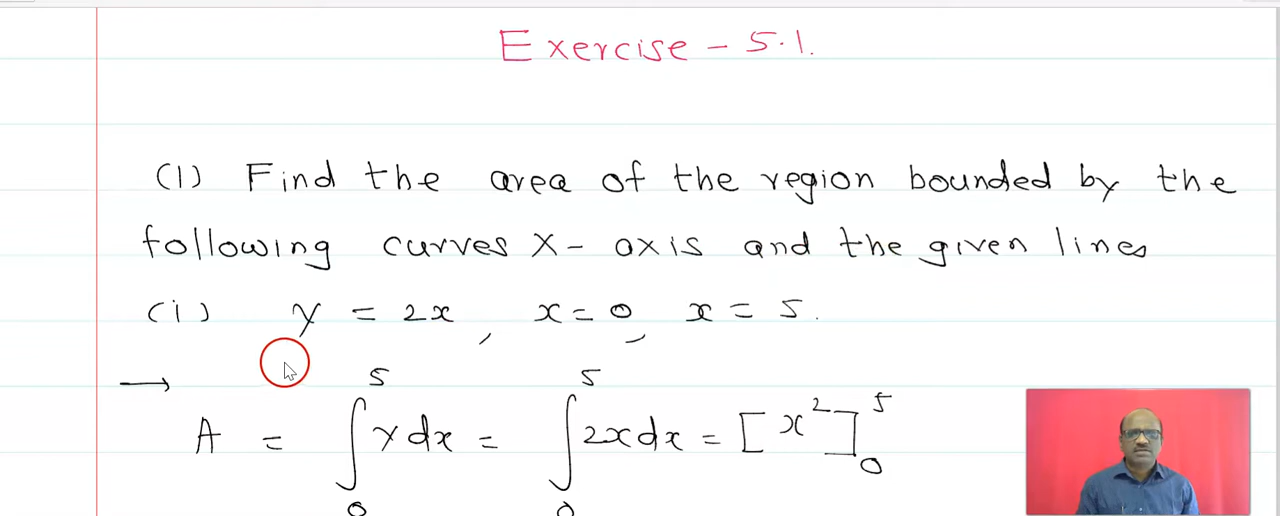 Exercise - 5.1.
(1) Find the area of the region bounded by the
following curves X- axis and the given lines
(i) y = 2x, x = 0, x = 5.
→
A = ∫₀⁵ y dx = ∫₀⁵ 2x dx = [x²]₀⁵